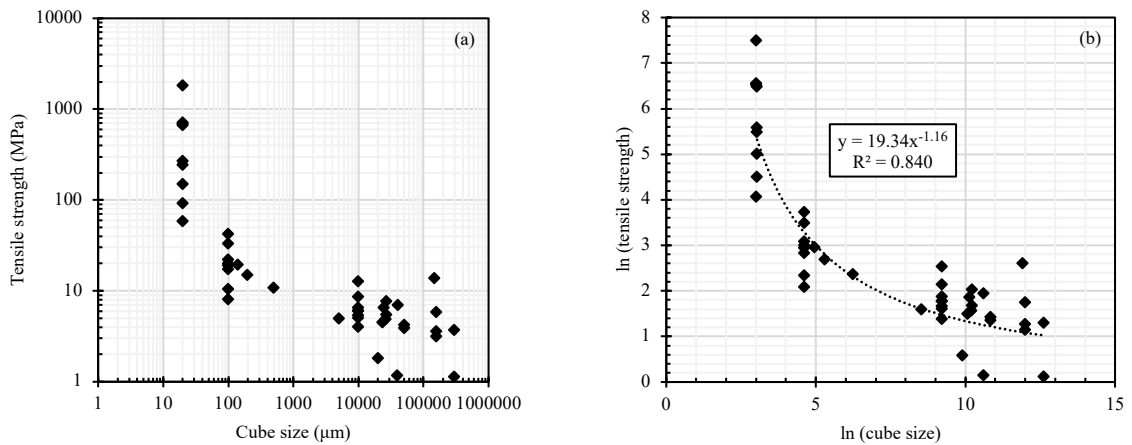 (a)
10000
1000
100
10
1
1 10 100 1000 10000 100000 1000000
Tensile strength (MPa)
Cube size (μm)
(b)
8
7
6
5
4
3
2
1
0
0 5 10 15
ln (tensile strength)
ln (cube size)
y = 19.34x^-1.16
R² = 0.840